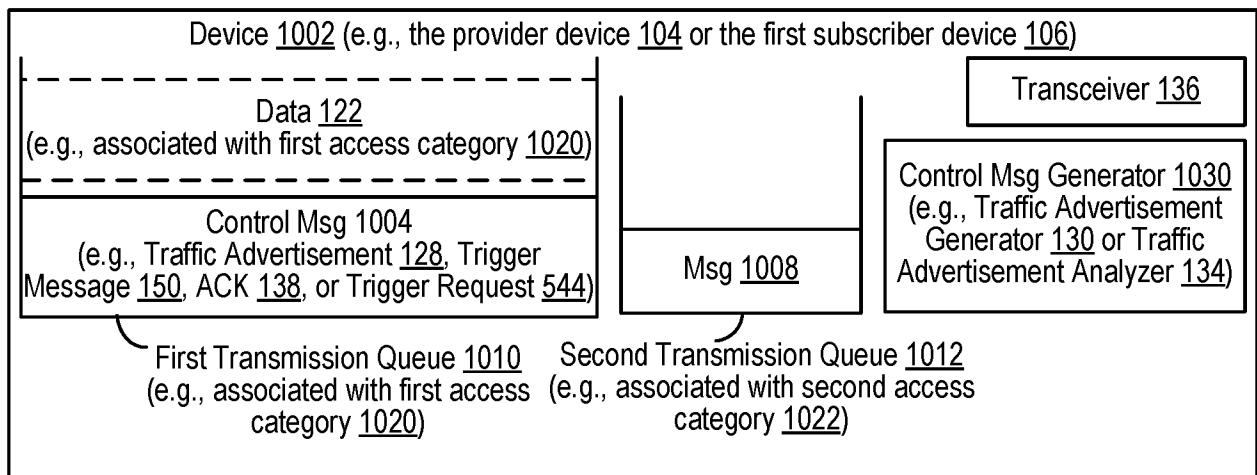 Device 1002 (e.g., the provider device 104 or the first subscriber device 106)
Data 122
(e.g., associated with first access category 1020)
Control Msg 1004
(e.g., Traffic Advertisement 128, Trigger
Message 150, ACK 138, or Trigger Request 544)
First Transmission Queue 1010
(e.g., associated with first access
category 1020)
Msg 1008
Second Transmission Queue 1012
(e.g., associated with second access
category 1022)
Transceiver 136
Control Msg Generator 1030
(e.g., Traffic Advertisement
Generator 130 or Traffic
Advertisement Analyzer 134)